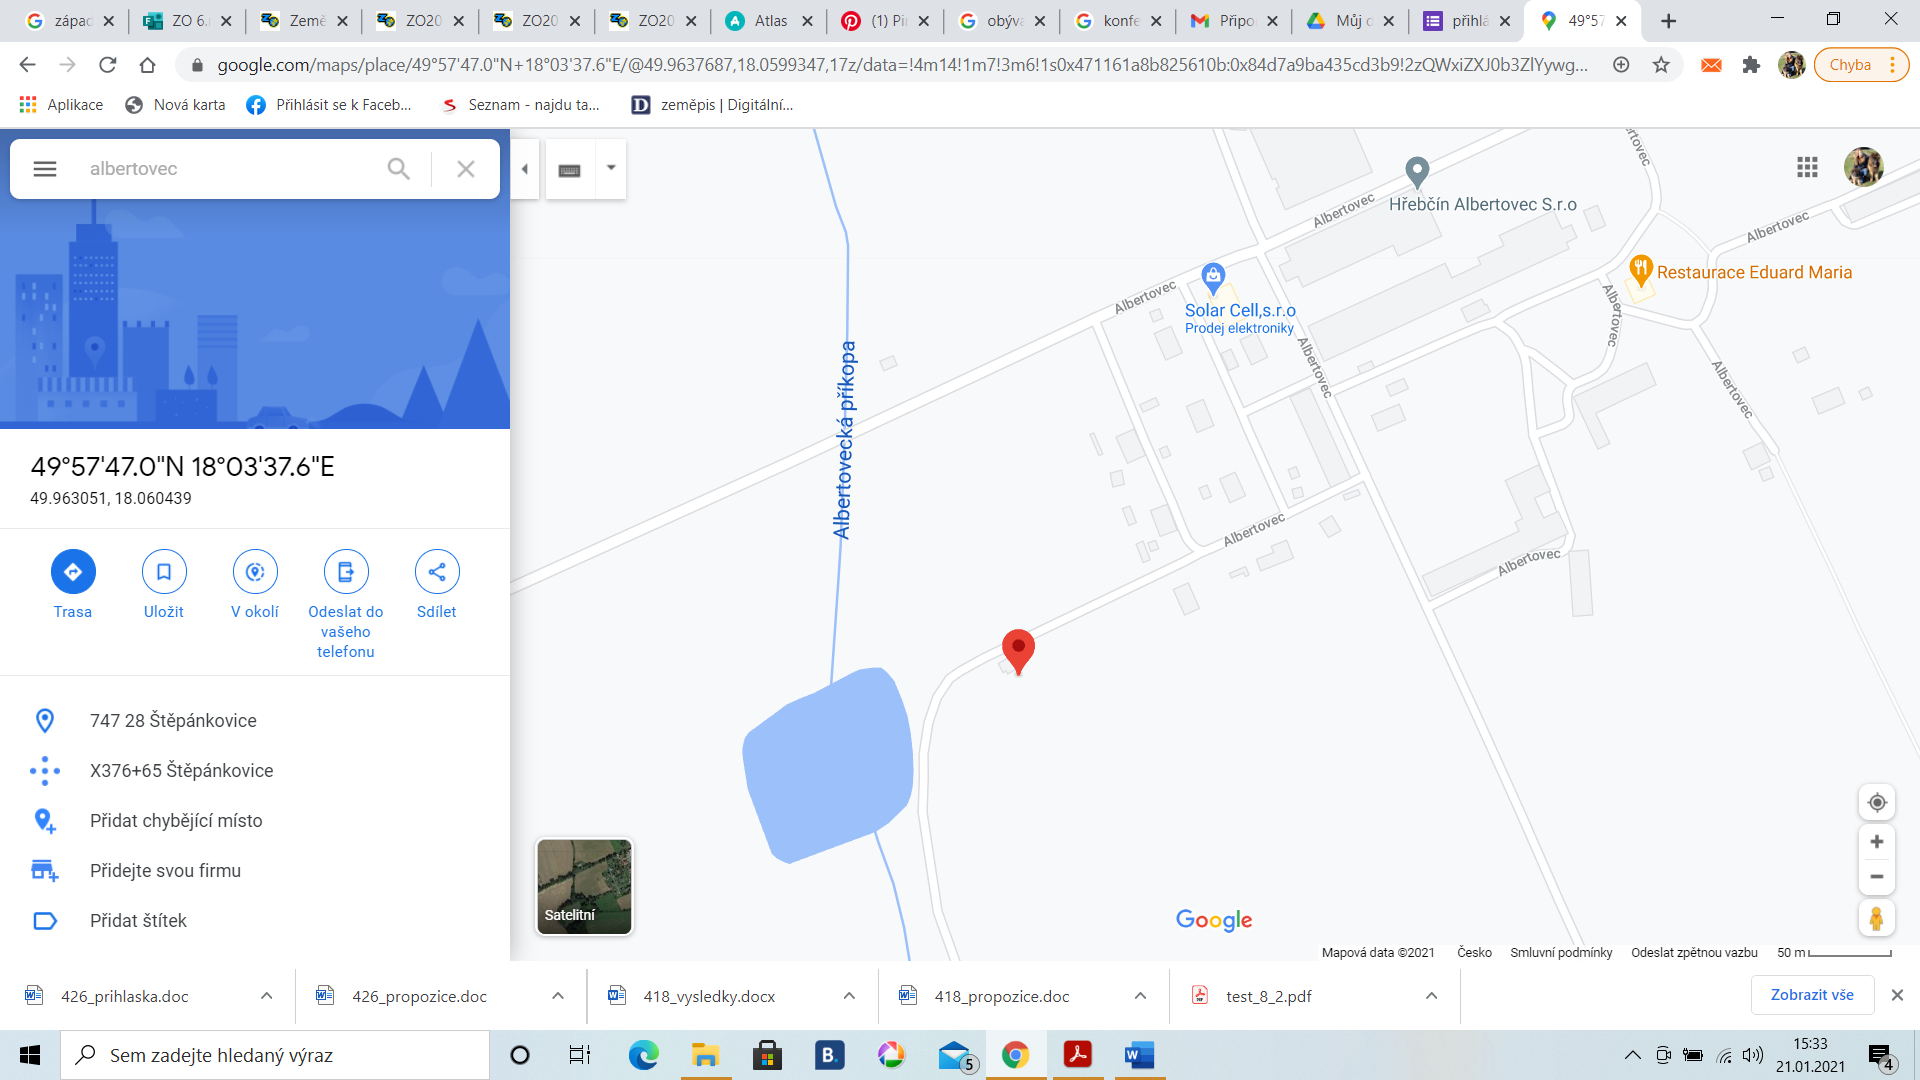 západ
ZO 6.
Země
ZO20
ZO20
ZO20
Atlas
(1) Pi
obýva
konfe
Připo
Můj d
přihlá
49°57'
google.com/maps/place/49°57'47.0"N+18°03'37.6"E/@49.9637687,18.0599347,17z/data=!4m14!1m7!3m6!1s0x471161a8b825610b:0x84d7a9ba435cd3b9!2zQWxiZXJ0b3ZlYywg...
Chyba
Aplikace
Nová karta
Přihlásit se k Faceb...
Seznam - najdu ta...
zeměpis | Digitální...
albertovec
49°57'47.0"N 18°03'37.6"E
49.963051, 18.060439
Trasa
Uložit
V okolí
Odeslat do
vašeho
telefonu
Sdílet
747 28 Štěpánkovice
X376+65 Štěpánkovice
Přidat chybějící místo
Přidejte svou firmu
Přidat štítek
Hřebčín Albertovec S.r.o
Albertovec
Albertovec
Restaurace Eduard Maria
Albertovec
Solar Cell,s.r.o
Prodej elektroniky
Albertovec
Albertovec
Albertovec
Albertovecká příkopa
Albertovec
Albertovec
Satelitní
Google
Mapová data ©2021
Česko
Smluvní podmínky
Odeslat zpětnou vazbu
50 m
426_prihlaska.doc
426_propozice.doc
418_vysledky.docx
418_propozice.doc
test_8_2.pdf
Zobrazit vše
Sem zadejte hledaný výraz
B.
5
15:33
21.01.2021
4